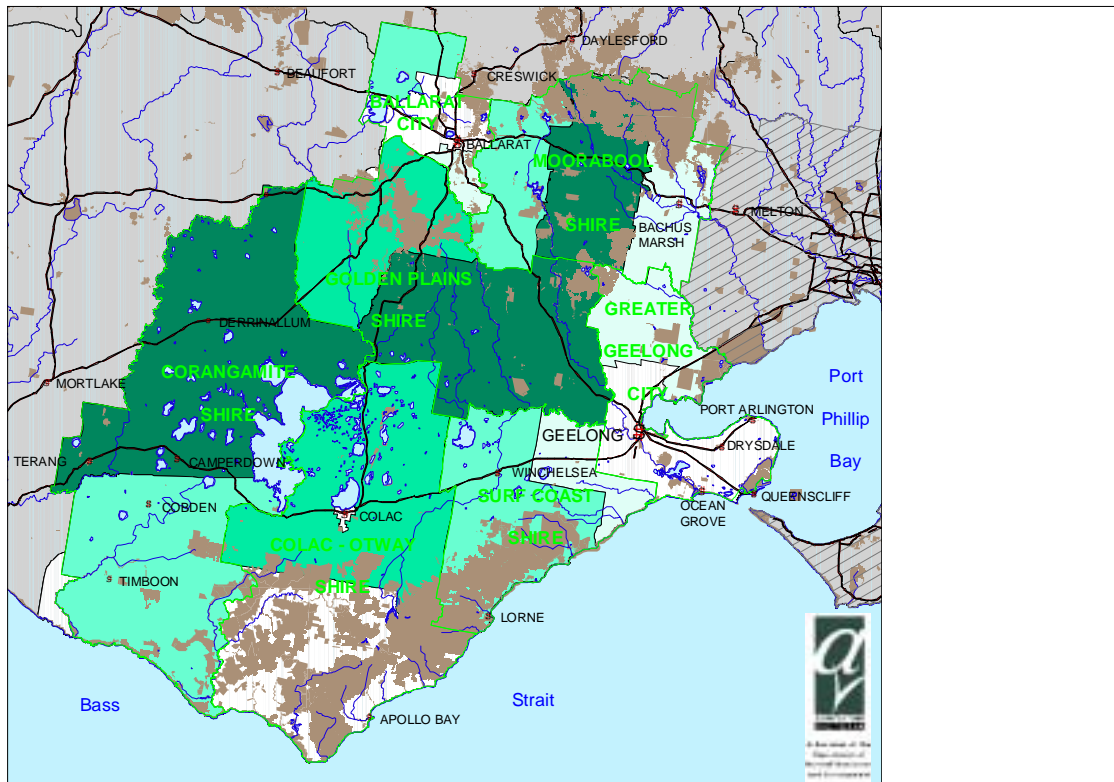 DAYLESFORD
BEAUFORT
CRESWICK
BALLARAT
CITY
BALLARAT
MOORABOOL
SHIRE
BACHUS
MARSH
MELTON
GOLDEN PLAINS
SHIRE
GREATER
GEELONG
CITY
DERRINALLUM
CORANGAMITE
SHIRE
MORTLAKE
Port
Phillip
Bay
PORT ARLINGTON
GEELONG
DRYSDALE
TERANG
CAMPERDOWN
WINCHELSEA
QUEENSCLIFF
SURF COAST
SHIRE
OCEAN
GROVE
COBDEN
COLAC
COLAC - OTWAY
SHIRE
TIMBOON
LORNE
Bass
Strait
APOLLO BAY